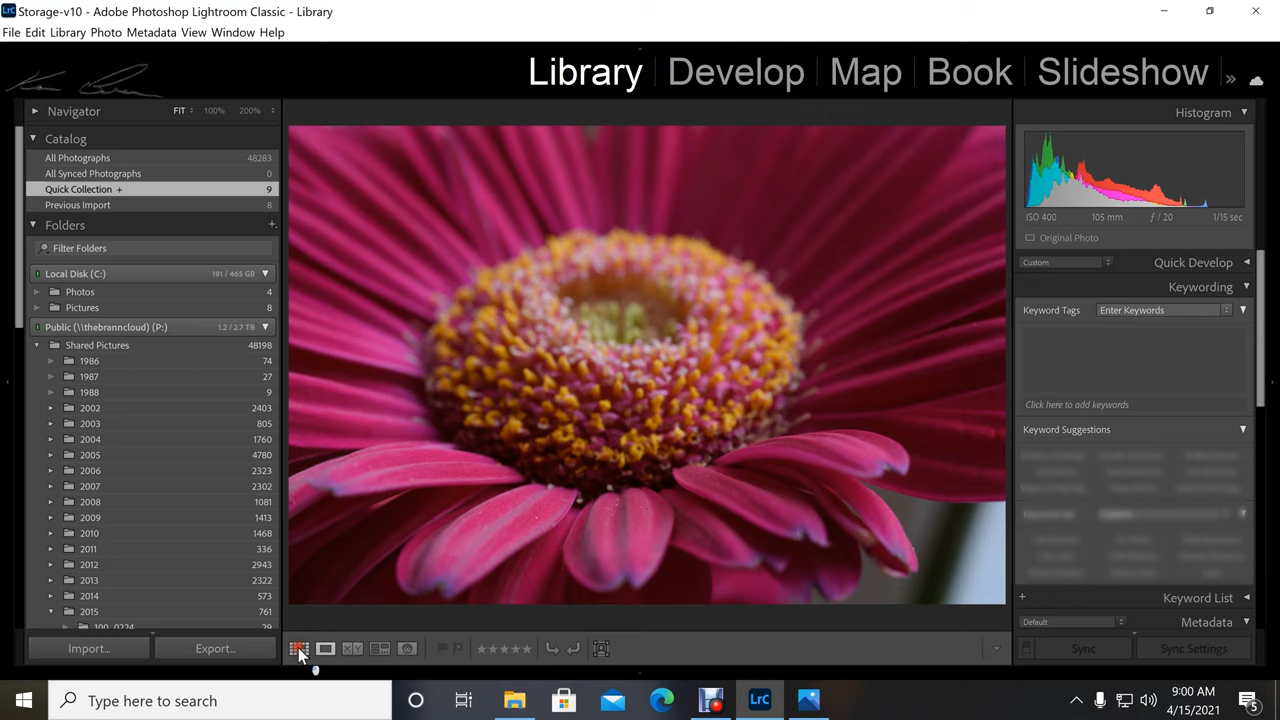 LrC Storage-v10 - Adobe Photoshop Lightroom Classic - Library
File Edit Library Photo Metadata View Window Help
Library Develop Map Book Slideshow »
Navigator FIT 100% 200%
Catalog
All Photographs 48283
All Synced Photographs 0
Quick Collection + 9
Previous Import 8
Folders +
Filter Folders
Local Disk (C:) 191 / 465 GB
Photos 4
Pictures 8
Public (\\thebranncloud) (P:) 1.2 / 2.7 TB
Shared Pictures 48198
1986 74
1987 27
1988 9
2002 2403
2003 805
2004 1760
2005 4780
2006 2323
2007 2302
2008 1081
2009 1413
2010 1468
2011 336
2012 2943
2013 2322
2014 573
2015 761
100_0224 29
Import... Export...
XY
Histogram
ISO 400 105 mm ƒ / 20 1/15 sec
Original Photo
Custom Quick Develop
Keywording
Keyword Tags Enter Keywords
Click here to add keywords
Keyword Suggestions
+ Keyword List
Default Metadata
Sync Sync Settings
Type here to search
LrC
9:00 AM
4/15/2021
5